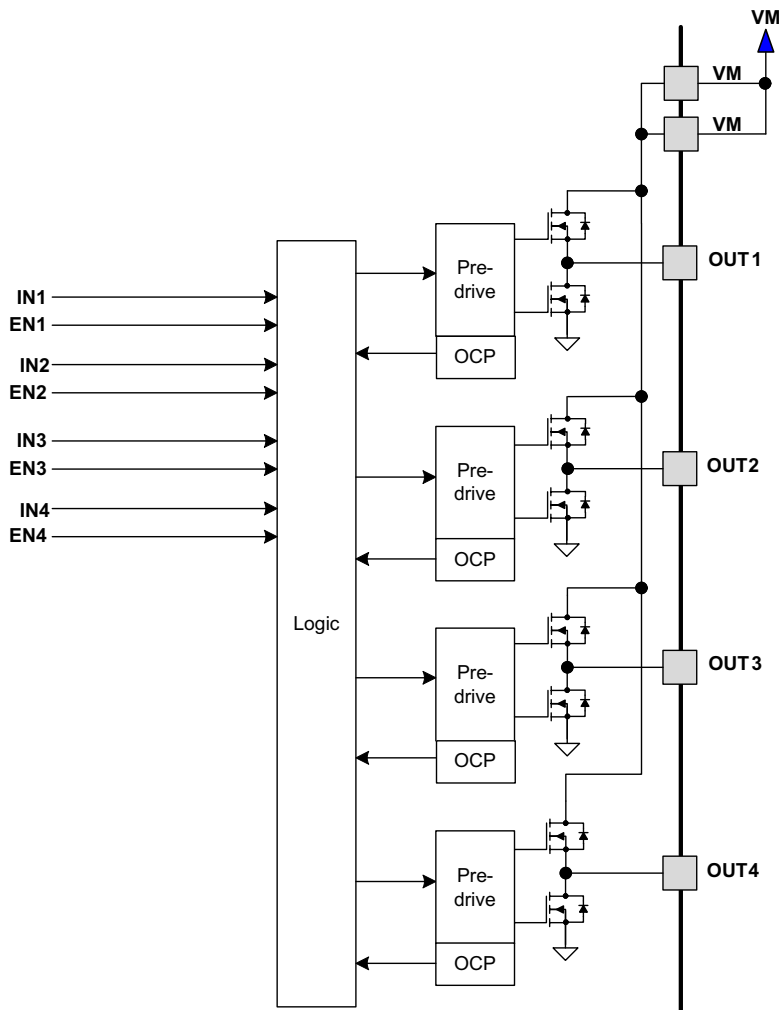 VM
VM
VM
OUT1
Pre-
drive
OCP
IN1
EN1
IN2
EN2
IN3
EN3
IN4
EN4
Logic
Pre-
drive
OCP
OUT2
Pre-
drive
OCP
OUT3
Pre-
drive
OCP
OUT4